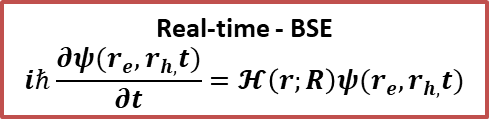 Real-time - BSE
iℏ ∂ψ(r_e, r_h, t) / ∂t = ℋ(r; R)ψ(r_e, r_h, t)